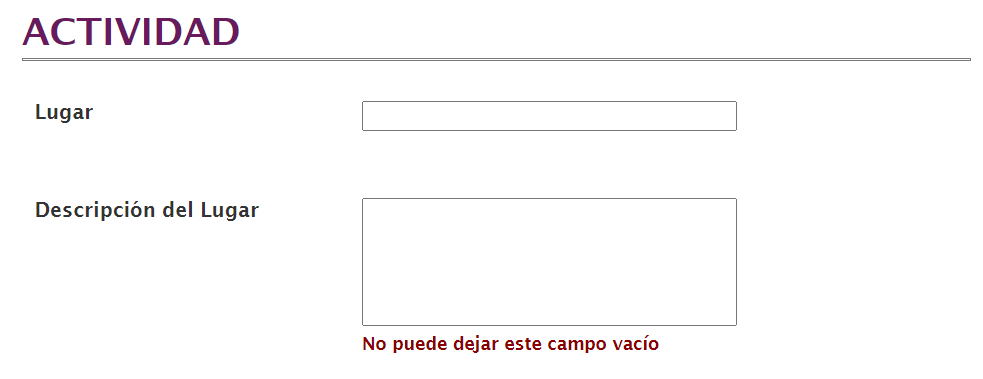 ACTIVIDAD
Lugar
Descripción del Lugar
No puede dejar este campo vacío